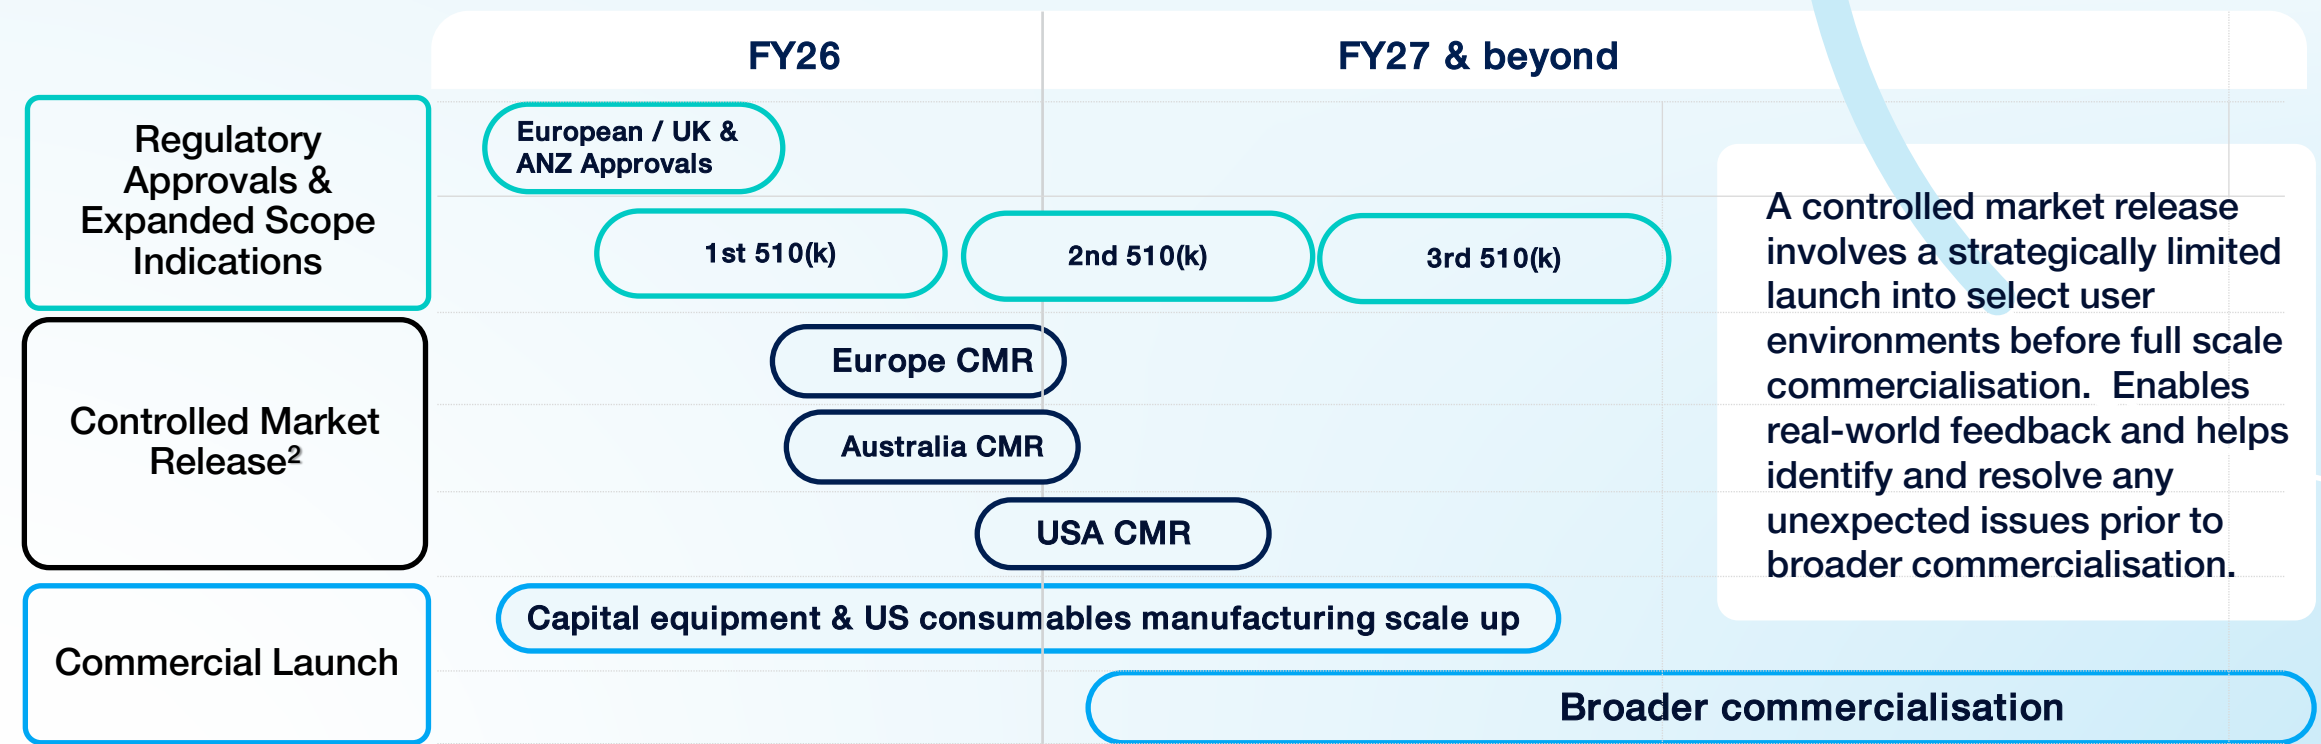 FY26
FY27 & beyond
Regulatory
Approvals &
Expanded Scope
Indications
European / UK &
ANZ Approvals
1st 510(k)
2nd 510(k)
3rd 510(k)
Controlled Market
Release²
Europe CMR
Australia CMR
USA CMR
Commercial Launch
Capital equipment & US consumables manufacturing scale up
Broader commercialisation
A controlled market release
involves a strategically limited
launch into select user
environments before full scale
commercialisation.  Enables
real-world feedback and helps
identify and resolve any
unexpected issues prior to
broader commercialisation.